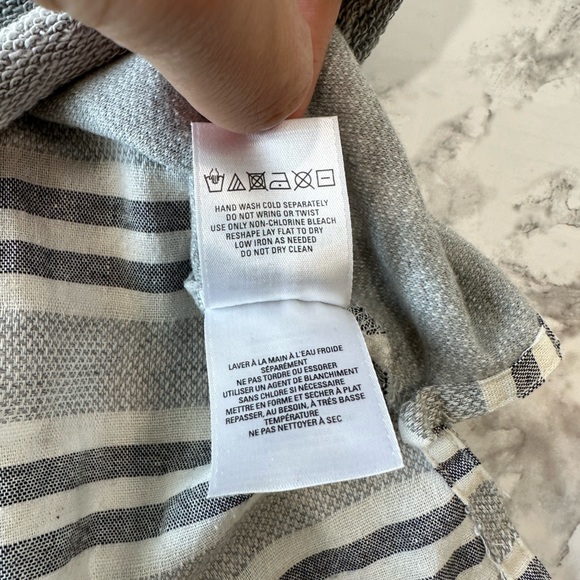 HAND WASH COLD SEPARATELY
DO NOT WRING OR TWIST
USE ONLY NON-CHLORINE BLEACH
RESHAPE LAY FLAT TO DRY
LOW IRON AS NEEDED
DO NOT DRY CLEAN
LAVER À LA MAIN À L'EAU FROIDE
SÉPARÉMENT
NE PAS TORDRE OU ESSORER
UTILISER UN AGENT DE BLANCHIMENT
SANS CHLORE SI NÉCESSAIRE
METTRE EN FORME ET SÉCHER À PLAT
REPASSER, AU BESOIN, À TRÈS BASSE
TEMPÉRATURE
NE PAS NETTOYER À SEC